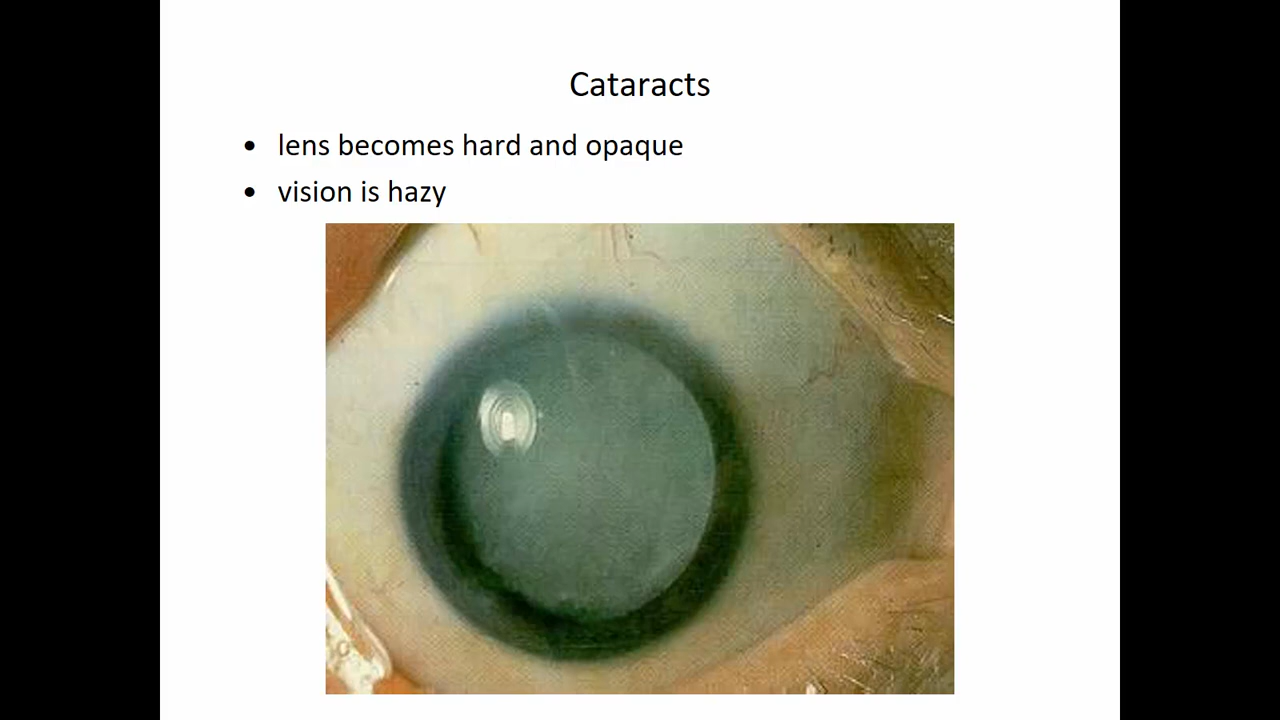 Cataracts
• lens becomes hard and opaque
• vision is hazy